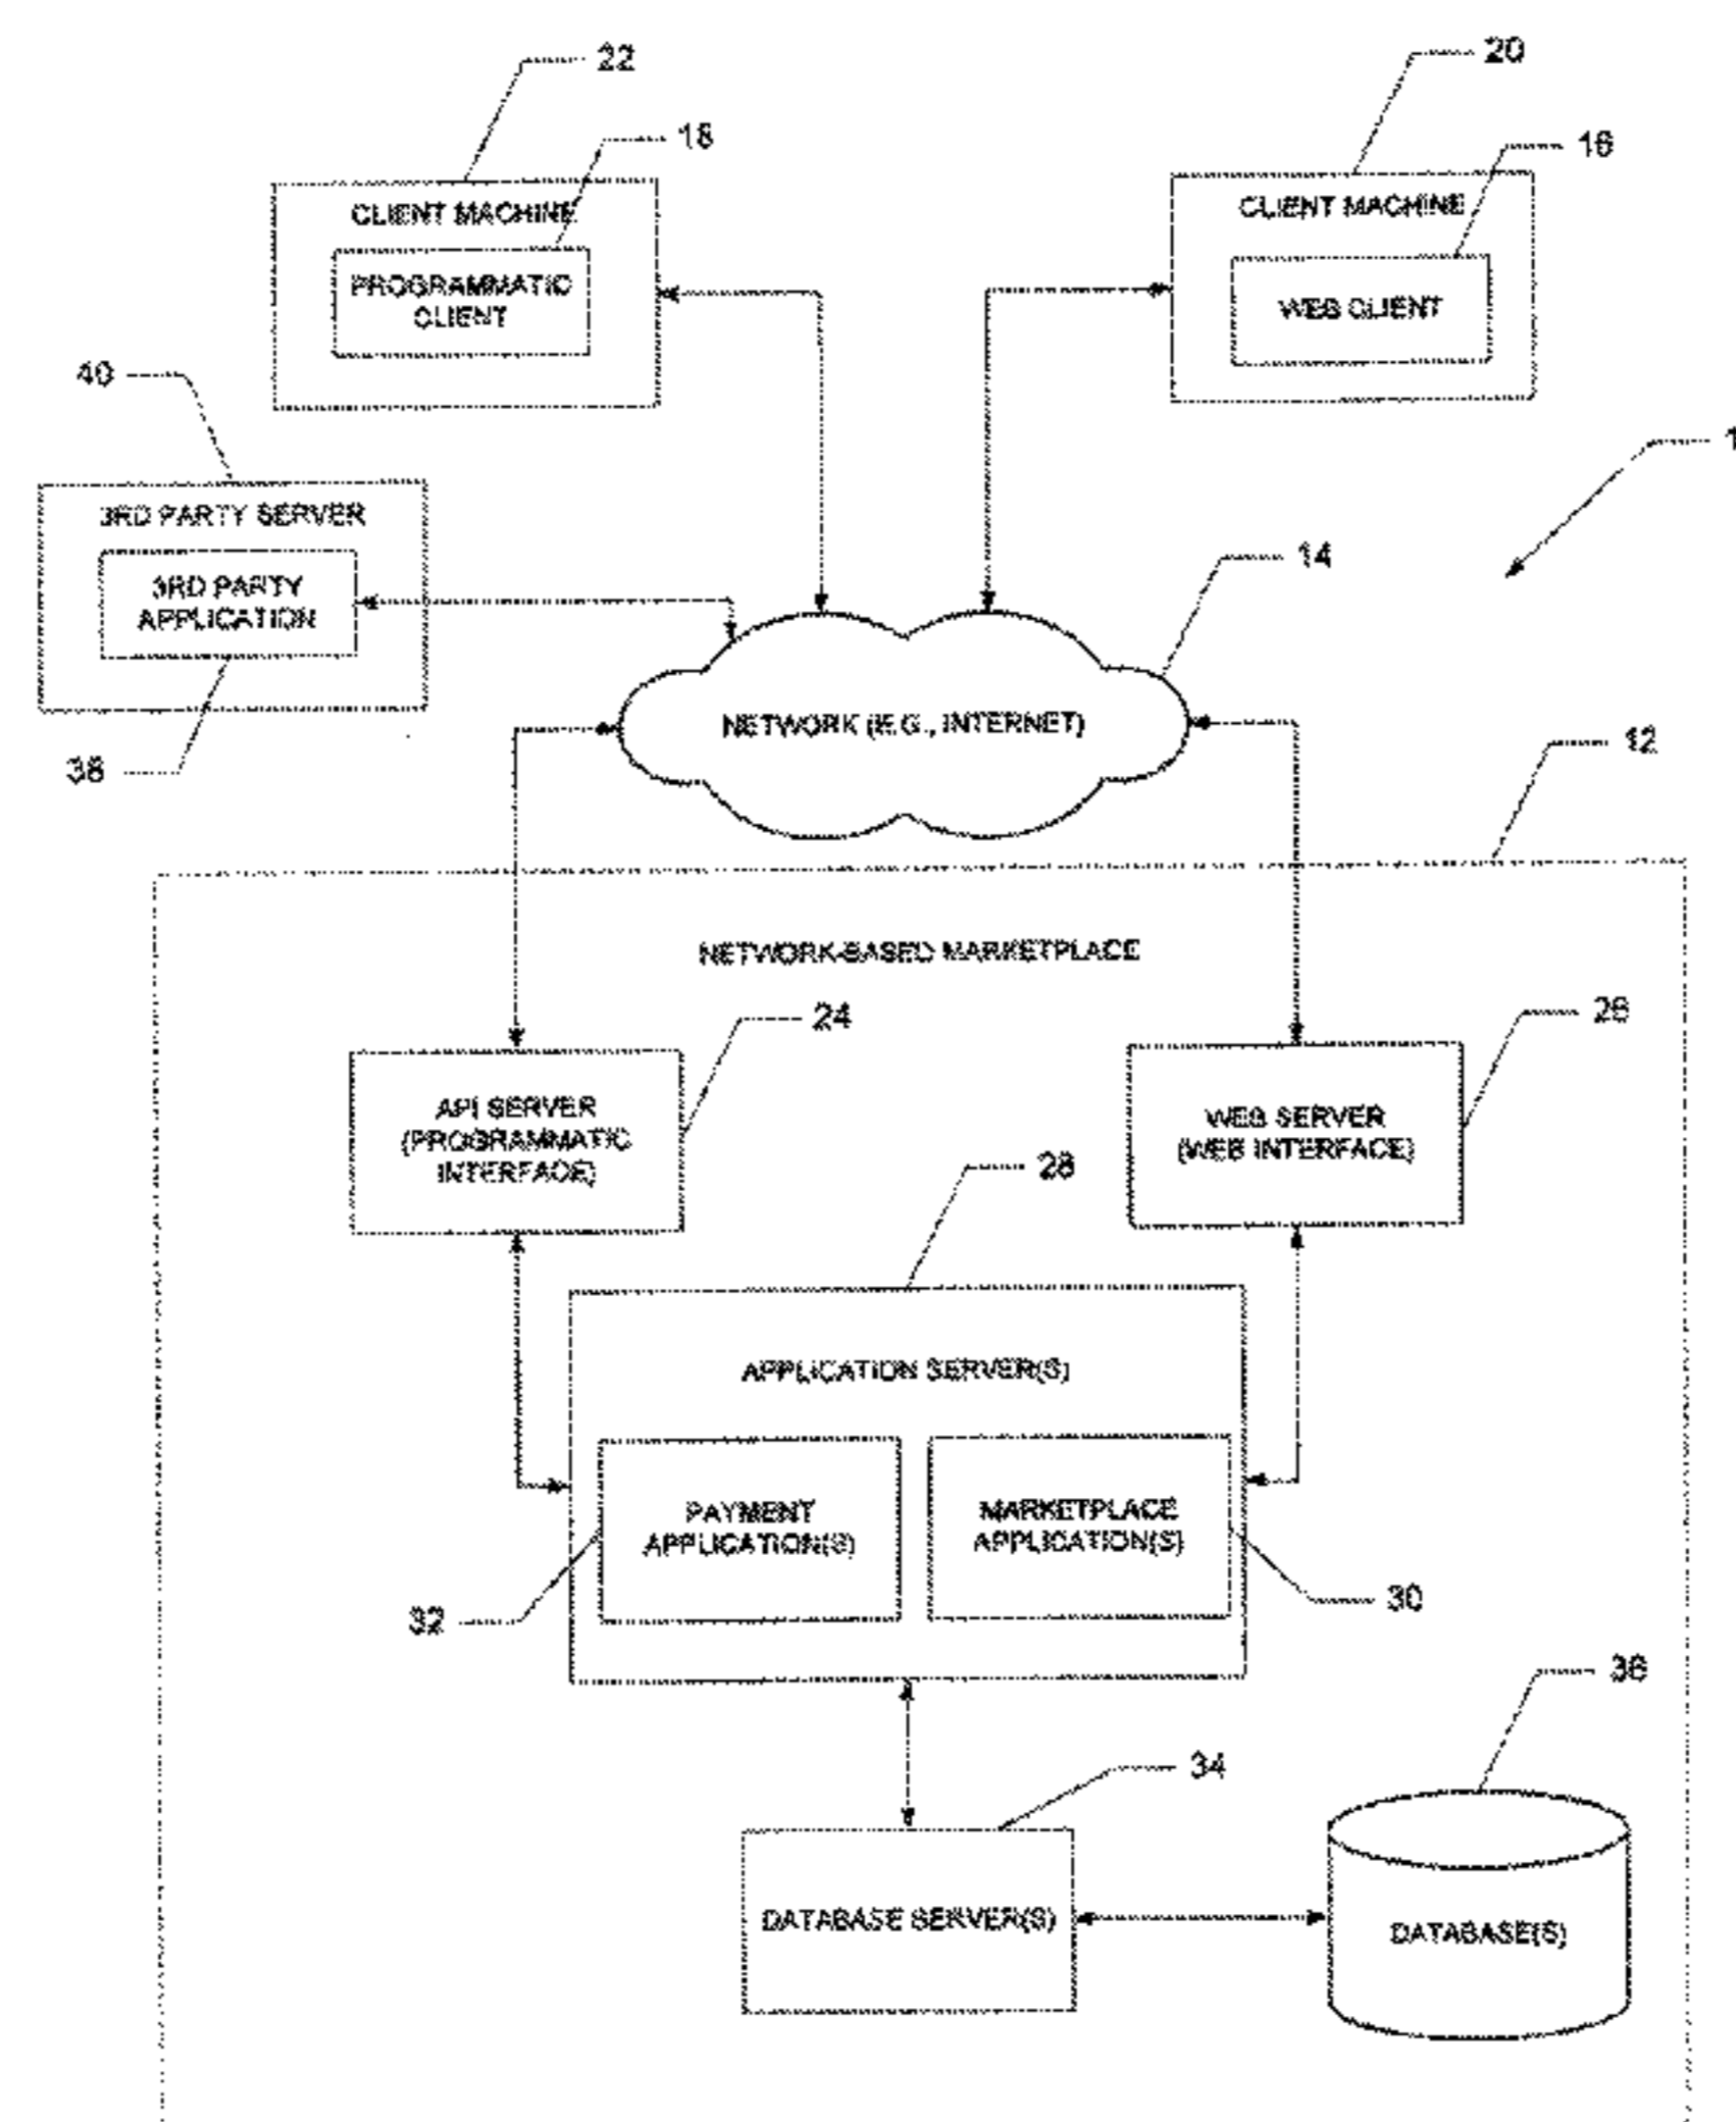 22
20
18
16
CLIENT MACHINE
CLIENT MACHINE
PROGRAMMATIC
CLIENT
WEB CLIENT
40
3RD PARTY SERVER
14
3RD PARTY
APPLICATION
NETWORK (E.G., INTERNET)
12
38
NETWORK-BASED MARKETPLACE
24
26
API SERVER
(PROGRAMMATIC
INTERFACE)
WEB SERVER
(WEB INTERFACE)
28
APPLICATION SERVER(S)
PAYMENT
APPLICATION(S)
MARKETPLACE
APPLICATION(S)
32
30
36
34
DATABASE SERVER(S)
DATABASE(S)